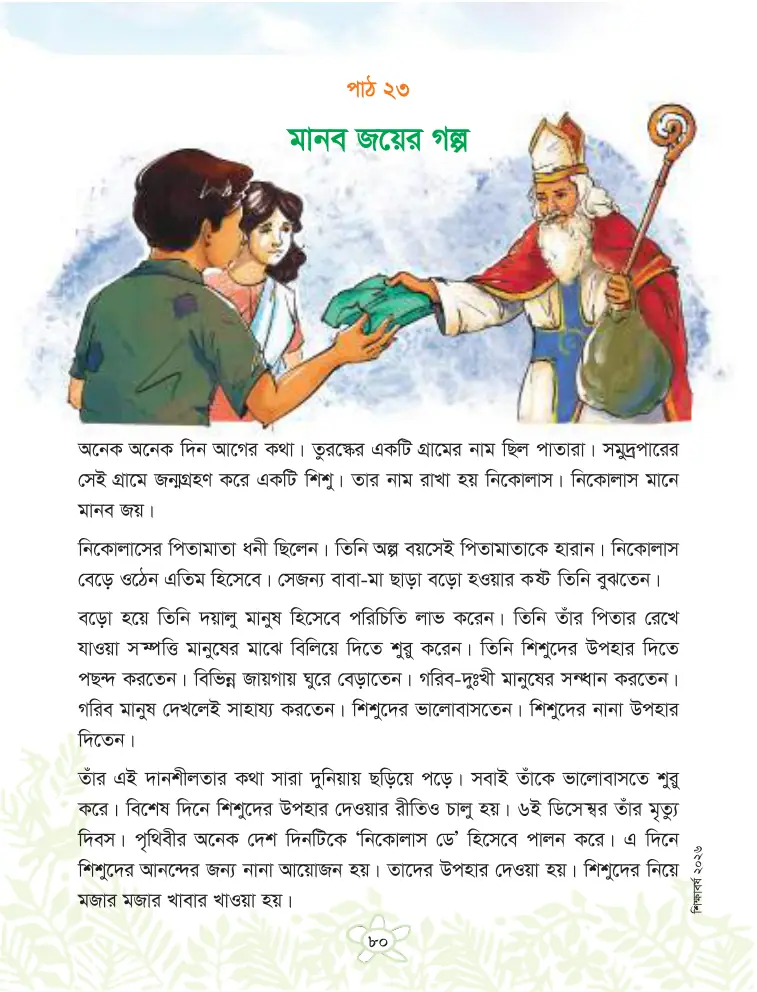 পাঠ ২৩
মানব জয়ের গল্প
অনেক অনেক দিন আগের কথা। তুরস্কের একটি গ্রামের নাম ছিল পাতারা। সমুদ্রপারের
সেই গ্রামে জন্মগ্রহণ করে একটি শিশু। তার নাম রাখা হয় নিকোলাস। নিকোলাস মানে
মানব জয়।
নিকোলাসের পিতামাতা ধনী ছিলেন। তিনি অল্প বয়সেই পিতামাতাকে হারান। নিকোলাস
বেড়ে ওঠেন এতিম হিসেবে। সেজন্য বাবা-মা ছাড়া বড়ো হওয়ার কষ্ট তিনি বুঝতেন।
বড়ো হয়ে তিনি দয়ালু মানুষ হিসেবে পরিচিতি লাভ করেন। তিনি তাঁর পিতার রেখে
যাওয়া সম্পত্তি মানুষের মাঝে বিলিয়ে দিতে শুরু করেন। তিনি শিশুদের উপহার দিতে
পছন্দ করতেন। বিভিন্ন জায়গায় ঘুরে বেড়াতেন। গরিব-দুঃখী মানুষের সন্ধান করতেন।
গরিব মানুষ দেখলেই সাহায্য করতেন। শিশুদের ভালোবাসতেন। শিশুদের নানা উপহার
দিতেন।
তাঁর এই দানশীলতার কথা সারা দুনিয়ায় ছড়িয়ে পড়ে। সবাই তাঁকে ভালোবাসতে শুরু
করে। বিশেষ দিনে শিশুদের উপহার দেওয়ার রীতিও চালু হয়। ৬ই ডিসেম্বর তাঁর মৃত্যু
দিবস। পৃথিবীর অনেক দেশ দিনটিকে ‘নিকোলাস ডে’ হিসেবে পালন করে। এ দিনে
শিশুদের আনন্দের জন্য নানা আয়োজন হয়। তাদের উপহার দেওয়া হয়। শিশুদের নিয়ে
মজার মজার খাবার খাওয়া হয়।
শিক্ষাবর্ষ ২০২৬
৮০